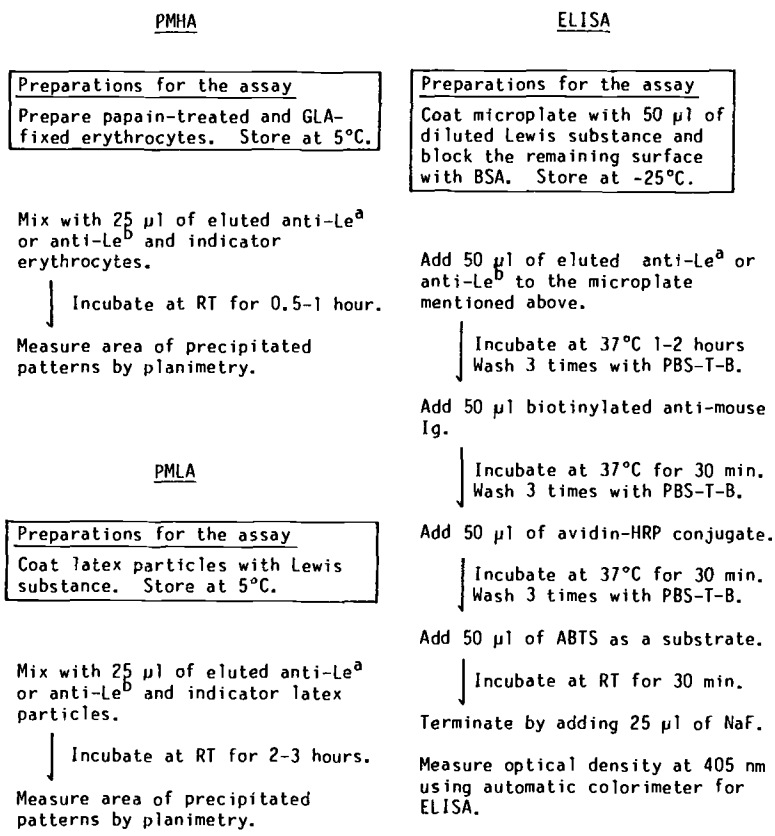 PMHA
Preparations for the assay
Prepare papain-treated and GLA-
fixed erythrocytes. Store at 5°C.
Mix with 25 µl of eluted anti-Leᵃ
or anti-Leᵇ and indicator
erythrocytes.
Incubate at RT for 0.5-1 hour.
Measure area of precipitated
patterns by planimetry.
PMLA
Preparations for the assay
Coat latex particles with Lewis
substance. Store at 5°C.
Mix with 25 µl of eluted anti-Leᵃ
or anti-Leᵇ and indicator latex
particles.
Incubate at RT for 2-3 hours.
Measure area of precipitated
patterns by planimetry.
ELISA
Preparations for the assay
Coat microplate with 50 µl of
diluted Lewis substance and
block the remaining surface
with BSA. Store at -25°C.
Add 50 µl of eluted anti-Leᵃ or
anti-Leᵇ to the microplate
mentioned above.
Incubate at 37°C 1-2 hours
Wash 3 times with PBS-T-B.
Add 50 µl biotinylated anti-mouse
Ig.
Incubate at 37°C for 30 min.
Wash 3 times with PBS-T-B.
Add 50 µl of avidin-HRP conjugate.
Incubate at 37°C for 30 min.
Wash 3 times with PBS-T-B.
Add 50 µl of ABTS as a substrate.
Incubate at RT for 30 min.
Terminate by adding 25 µl of NaF.
Measure optical density at 405 nm
using automatic colorimeter for
ELISA.